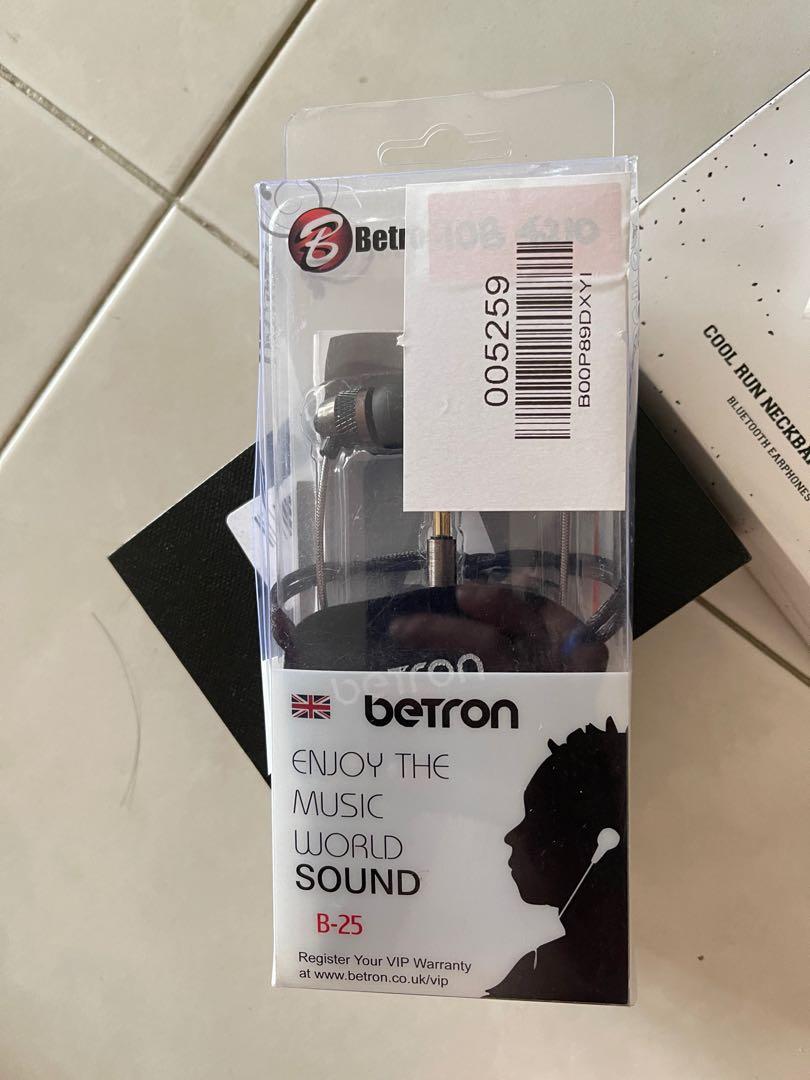 Betr
005259
B00P89DXYI
COOL RUN NECKBA
BLUETOOTH EARPHONES
betron
betron
ENJOY THE
MUSIC
WORLD
SOUND
B-25
Register Your VIP Warranty
at www.betron.co.uk/vip